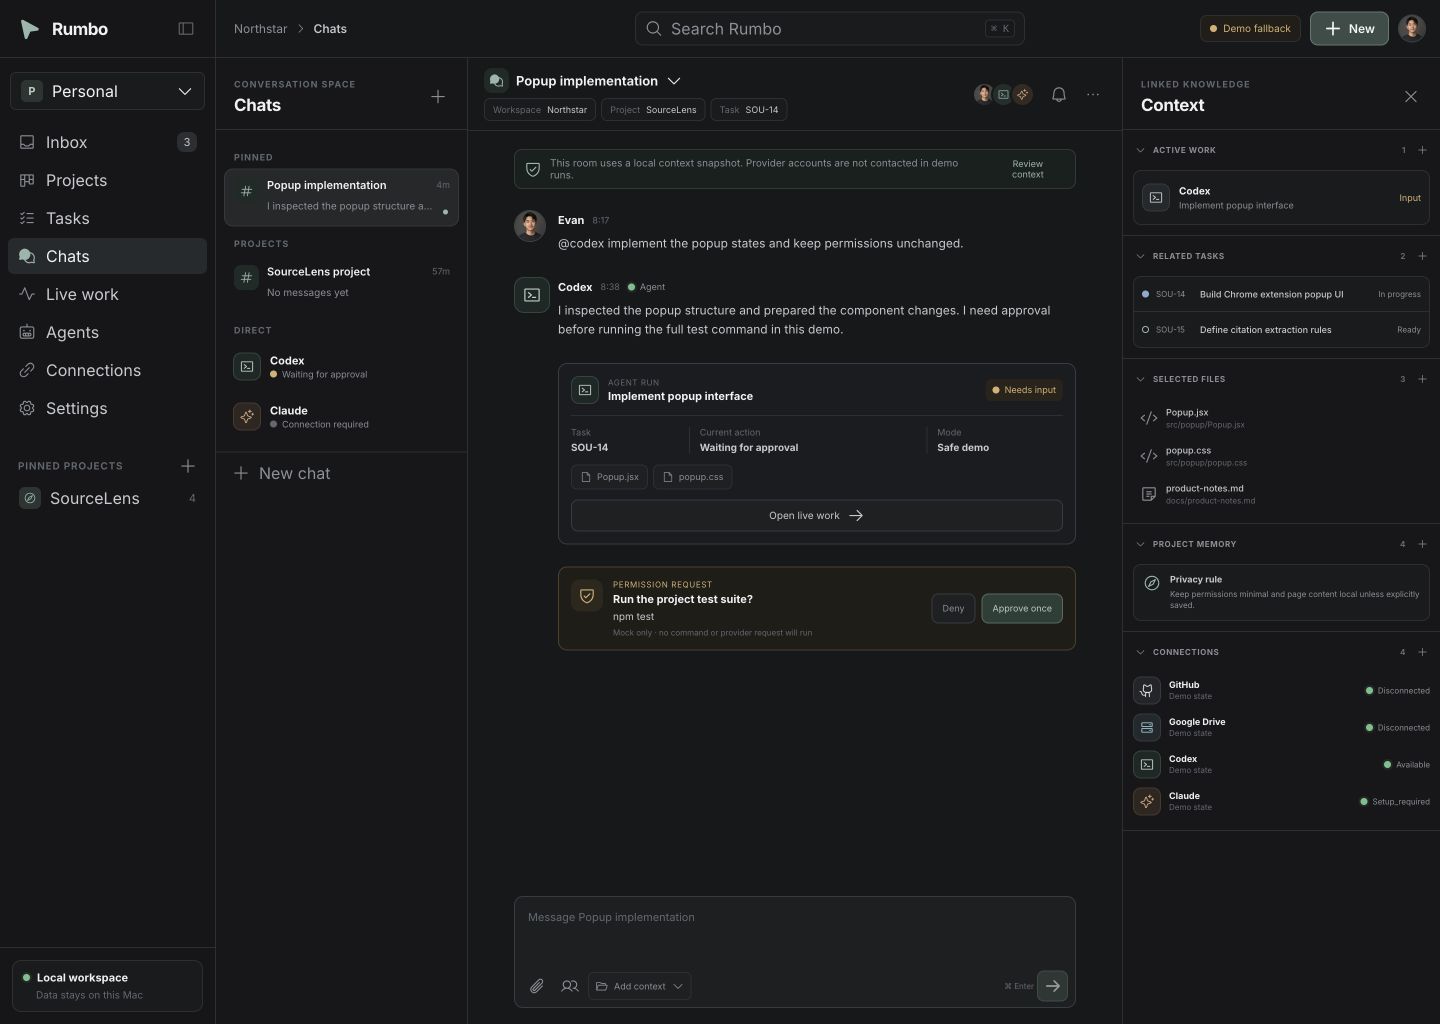 Rumbo
Northstar > Chats
Search Rumbo
⌘ K
Demo fallback
New
P Personal
Inbox 3
Projects
Tasks
Chats
Live work
Agents
Connections
Settings
PINNED PROJECTS
SourceLens 4
Local workspace
Data stays on this Mac
CONVERSATION SPACE
Chats
PINNED
Popup implementation 4m
I inspected the popup structure a...
PROJECTS
SourceLens project 57m
No messages yet
DIRECT
Codex
Waiting for approval
Claude
Connection required
New chat
Popup implementation
Workspace Northstar
Project SourceLens
Task SOU-14
This room uses a local context snapshot. Provider accounts are not contacted in demo
runs.
Review
context
Evan 8:17
@codex implement the popup states and keep permissions unchanged.
Codex 8:38 Agent
I inspected the popup structure and prepared the component changes. I need approval
before running the full test command in this demo.
AGENT RUN
Implement popup interface
Needs input
Task
SOU-14
Current action
Waiting for approval
Mode
Safe demo
Popup.jsx
popup.css
Open live work
PERMISSION REQUEST
Run the project test suite?
npm test
Mock only · no command or provider request will run
Deny
Approve once
Message Popup implementation
Add context
⌘ Enter
LINKED KNOWLEDGE
Context
ACTIVE WORK 1
Codex
Implement popup interface
Input
RELATED TASKS 2
SOU-14 Build Chrome extension popup UI In progress
SOU-15 Define citation extraction rules Ready
SELECTED FILES 3
Popup.jsx
src/popup/Popup.jsx
popup.css
src/popup/popup.css
product-notes.md
docs/product-notes.md
PROJECT MEMORY 4
Privacy rule
Keep permissions minimal and page content local unless explicitly
saved.
CONNECTIONS 4
GitHub
Demo state
Disconnected
Google Drive
Demo state
Disconnected
Codex
Demo state
Available
Claude
Demo state
Setup_required